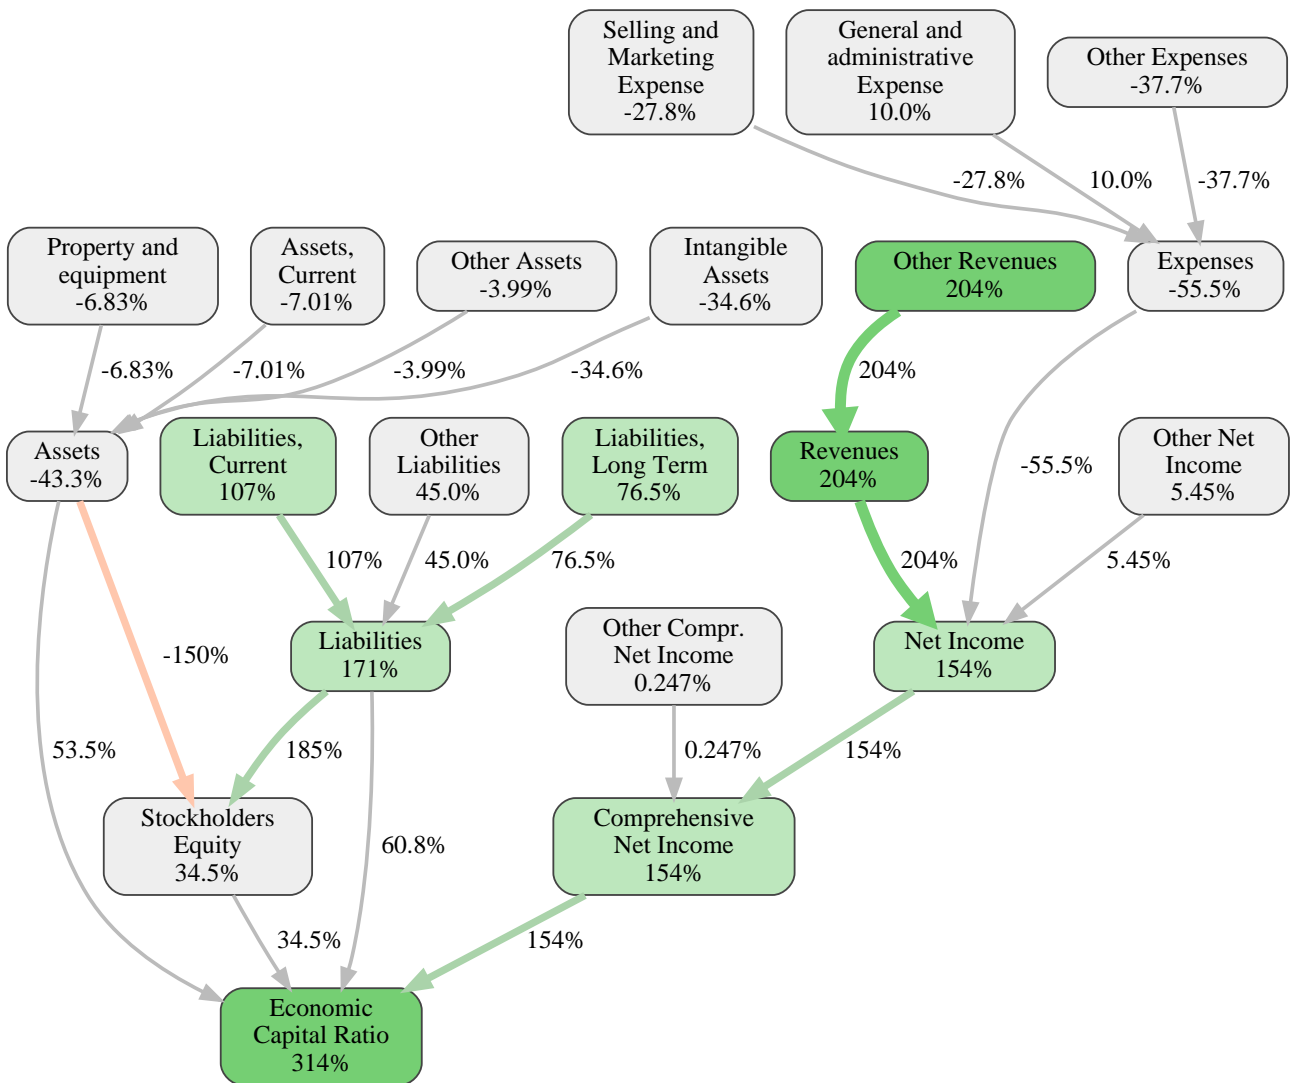 Selling and
Marketing
Expense
-27.8%
General and
administrative
Expense
10.0%
Other Expenses
-37.7%
-27.8%
10.0%
-37.7%
Property and
equipment
-6.83%
Assets,
Current
-7.01%
Other Assets
-3.99%
Intangible
Assets
-34.6%
Other Revenues
204%
Expenses
-55.5%
-6.83%
-7.01%
-3.99%
-34.6%
204%
Assets
-43.3%
Liabilities,
Current
107%
Other
Liabilities
45.0%
Liabilities,
Long Term
76.5%
Revenues
204%
-55.5%
Other Net
Income
5.45%
107%
45.0%
76.5%
204%
5.45%
-150%
Liabilities
171%
Other Compr.
Net Income
0.247%
Net Income
154%
53.5%
185%
0.247%
154%
Stockholders
Equity
34.5%
60.8%
Comprehensive
Net Income
154%
34.5%
154%
Economic
Capital Ratio
314%